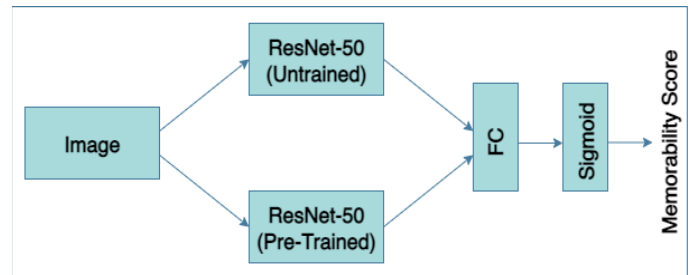 Image
ResNet-50
(Untrained)
ResNet-50
(Pre-Trained)
FC
Sigmoid
Memorability Score